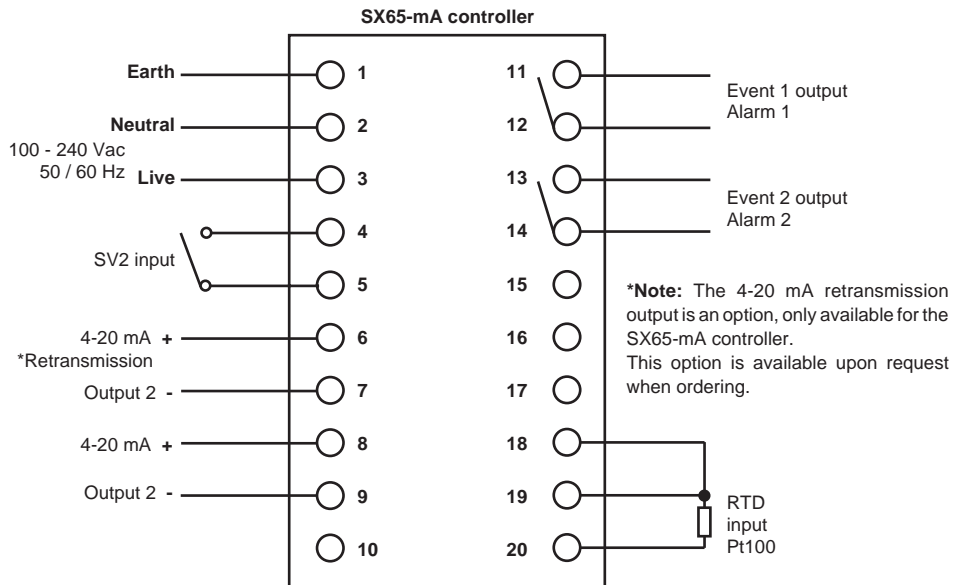 SX65-mA controller
Earth 1
Neutral 2
100 - 240 Vac
50 / 60 Hz
Live 3
4
SV2 input
5
4-20 mA + 6
*Retransmission
Output 2 - 7
4-20 mA + 8
Output 2 - 9
10
11
Event 1 output
Alarm 1
12
13
Event 2 output
Alarm 2
14
15
16
17
*Note: The 4-20 mA retransmission
output is an option, only available for the
SX65-mA controller.
This option is available upon request
when ordering.
18
19
20
RTD
input
Pt100